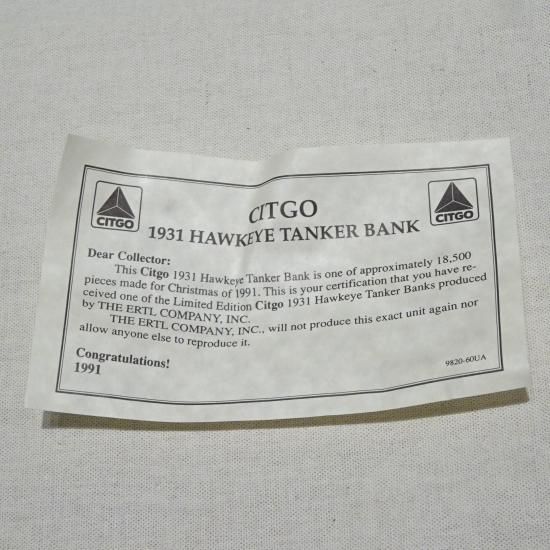 CITGO
CITGO
CITGO
1931 HAWKEYE TANKER BANK
Dear Collector:
This Citgo 1931 Hawkeye Tanker Bank is one of approximately 18,500
pieces made for Christmas of 1991. This is your certification that you have re-
ceived one of the Limited Edition Citgo 1931 Hawkeye Tanker Banks produced
by THE ERTL COMPANY, INC.
THE ERTL COMPANY, INC., will not produce this exact unit again nor
allow anyone else to reproduce it.
Congratulations!
1991
9820-60UA